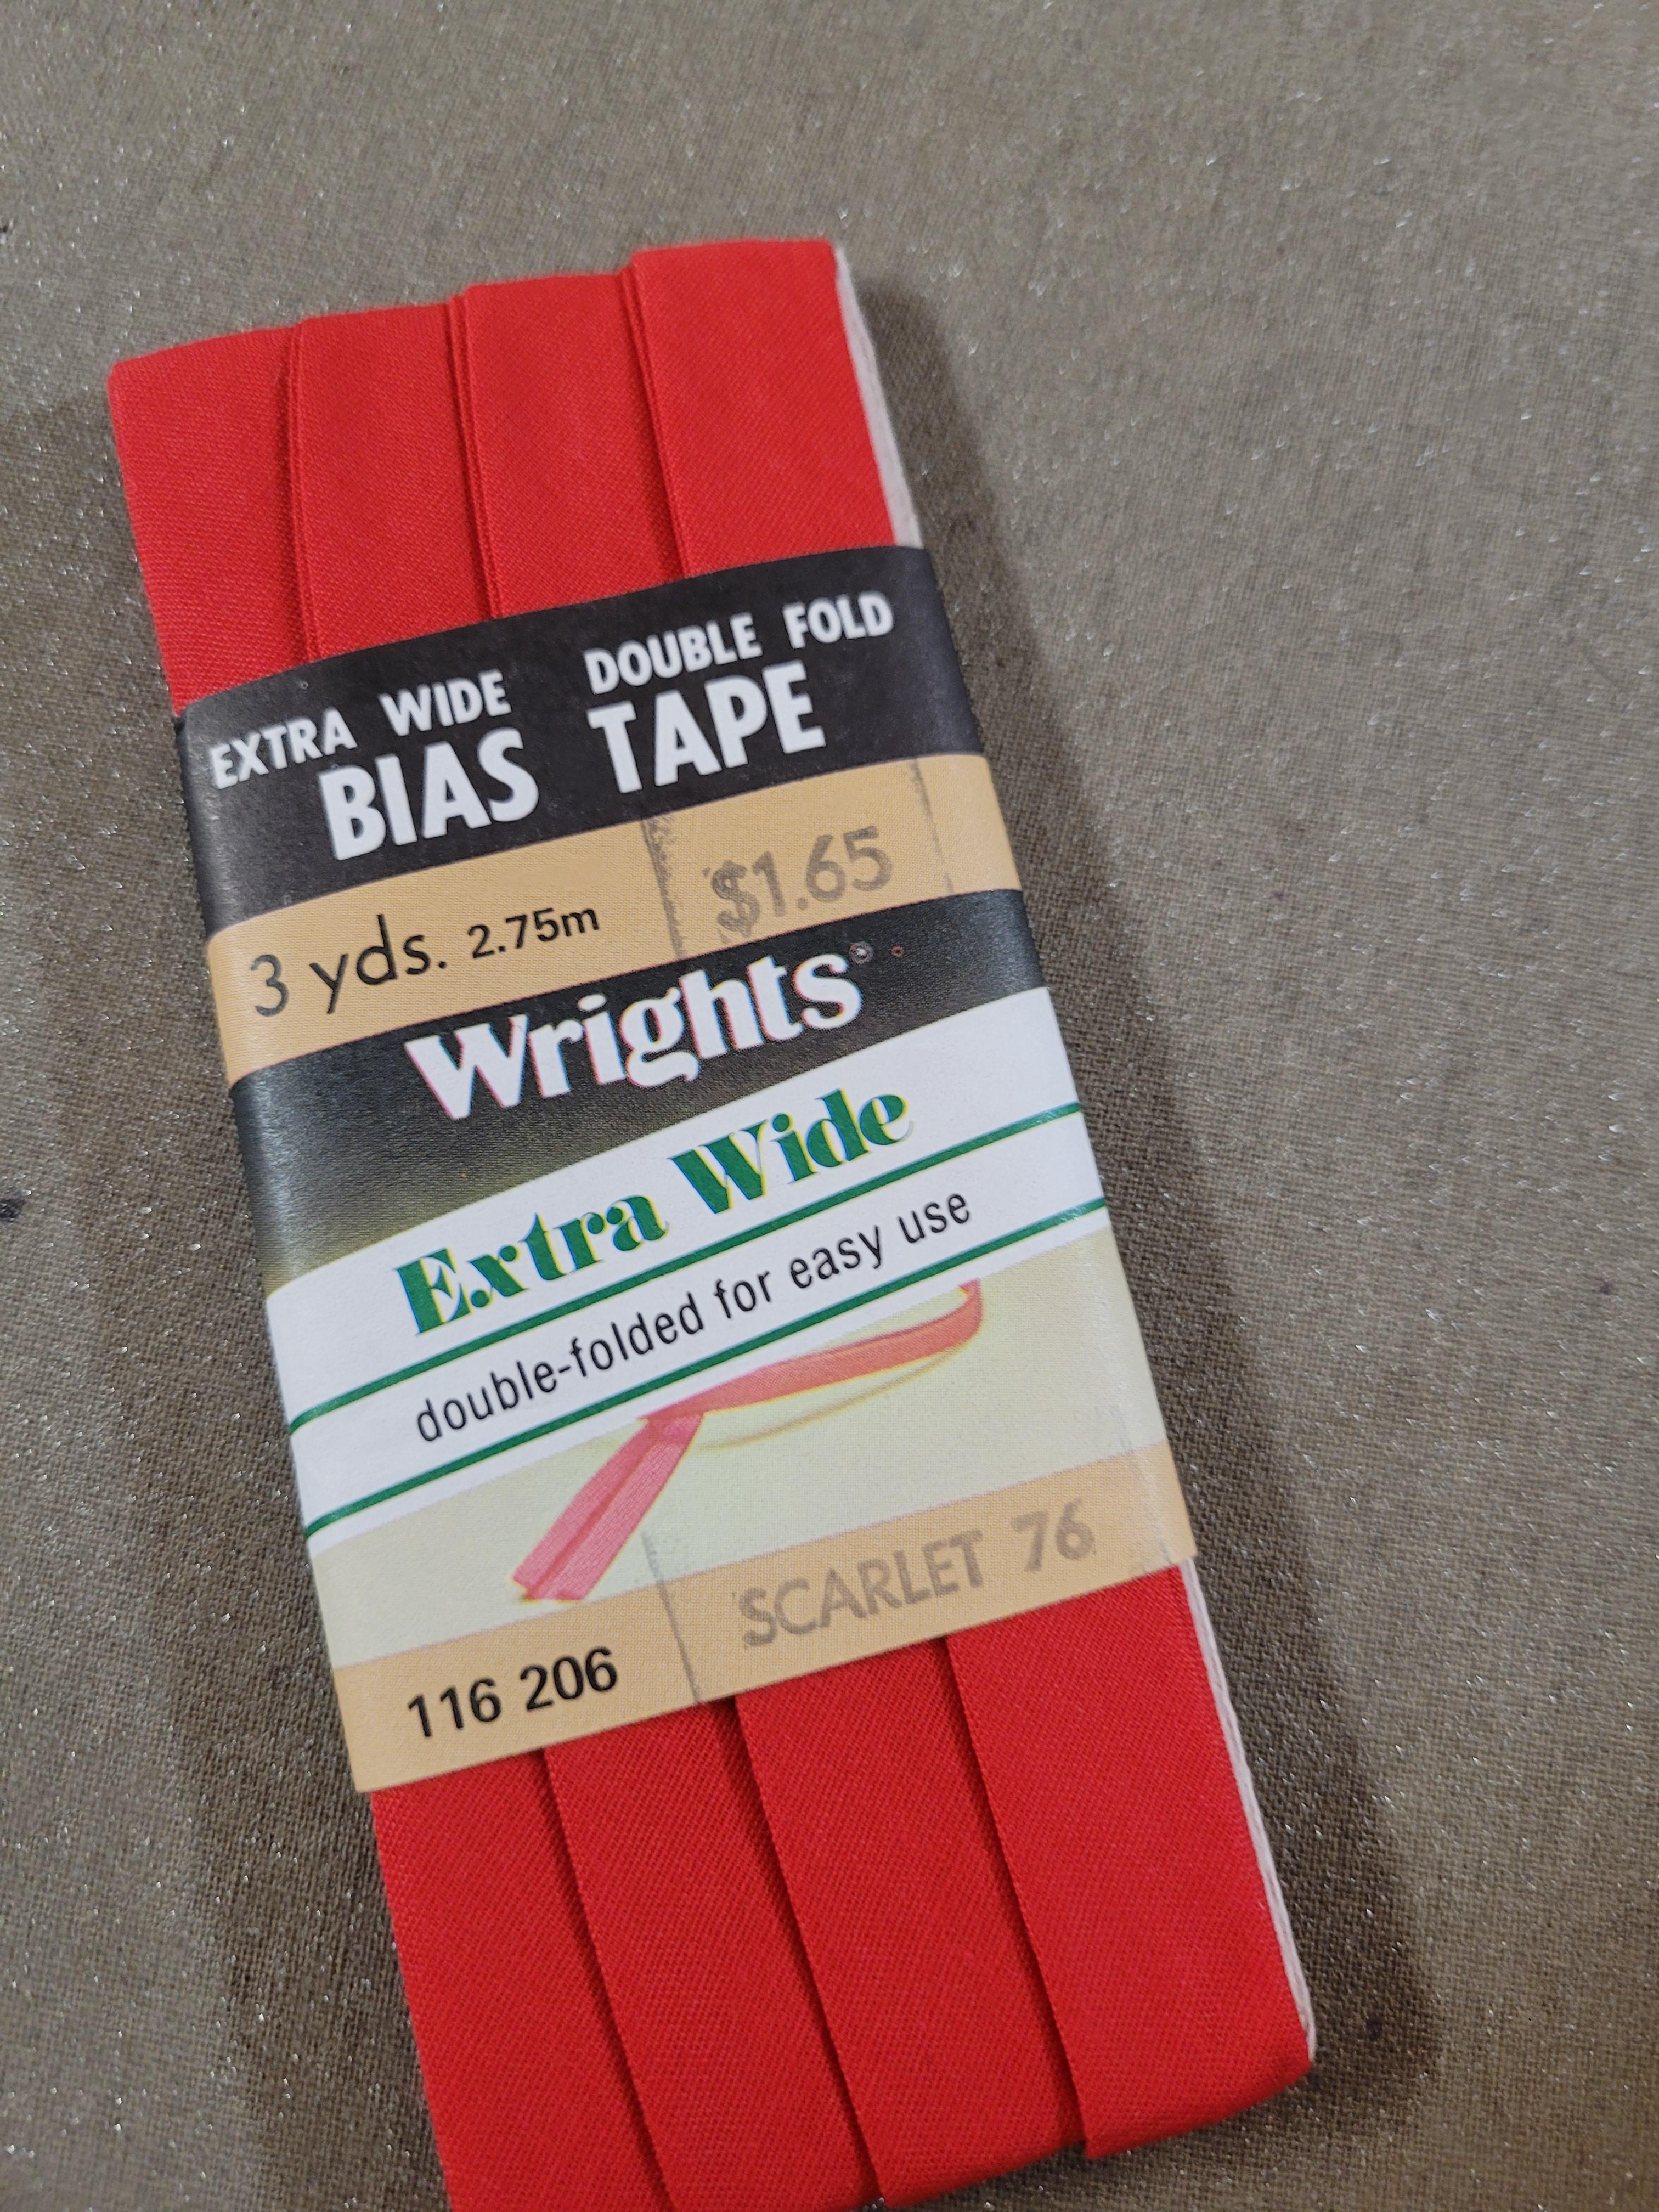 EXTRA WIDE DOUBLE FOLD
BIAS TAPE
3 yds. 2.75m $1.65
Wrights®
Extra Wide
double-folded for easy use
116 206 SCARLET 76